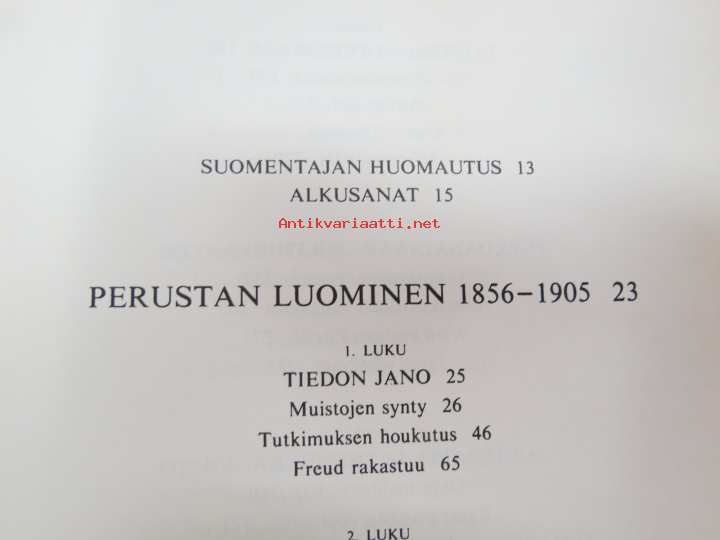 SUOMENTAJAN HUOMAUTUS 13
ALKUSANAT 15
Antikvariaatti.net
PERUSTAN LUOMINEN 1856–1905 23
1. LUKU
TIEDON JANO 25
Muistojen synty 26
Tutkimuksen houkutus 46
Freud rakastuu 65
2. LUKU